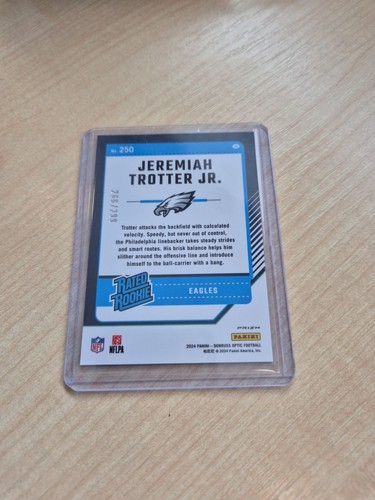 No. 250
JEREMIAH
TROTTER JR.
Trotter attacks the backfield with calculated
velocity. Speedy, but never out of control,
the Philadelphia linebacker takes steady strides
and smart routes. His brisk balance helps him
slither around the offensive line and introduce
himself to the ball-carrier with a bang.
RATED
ROOKIE
EAGLES
PRIZM
PANINI
NFL
NFLPA
2024 PANINI – DONRUSS OPTIC FOOTBALL
© 2024 Panini America, Inc.